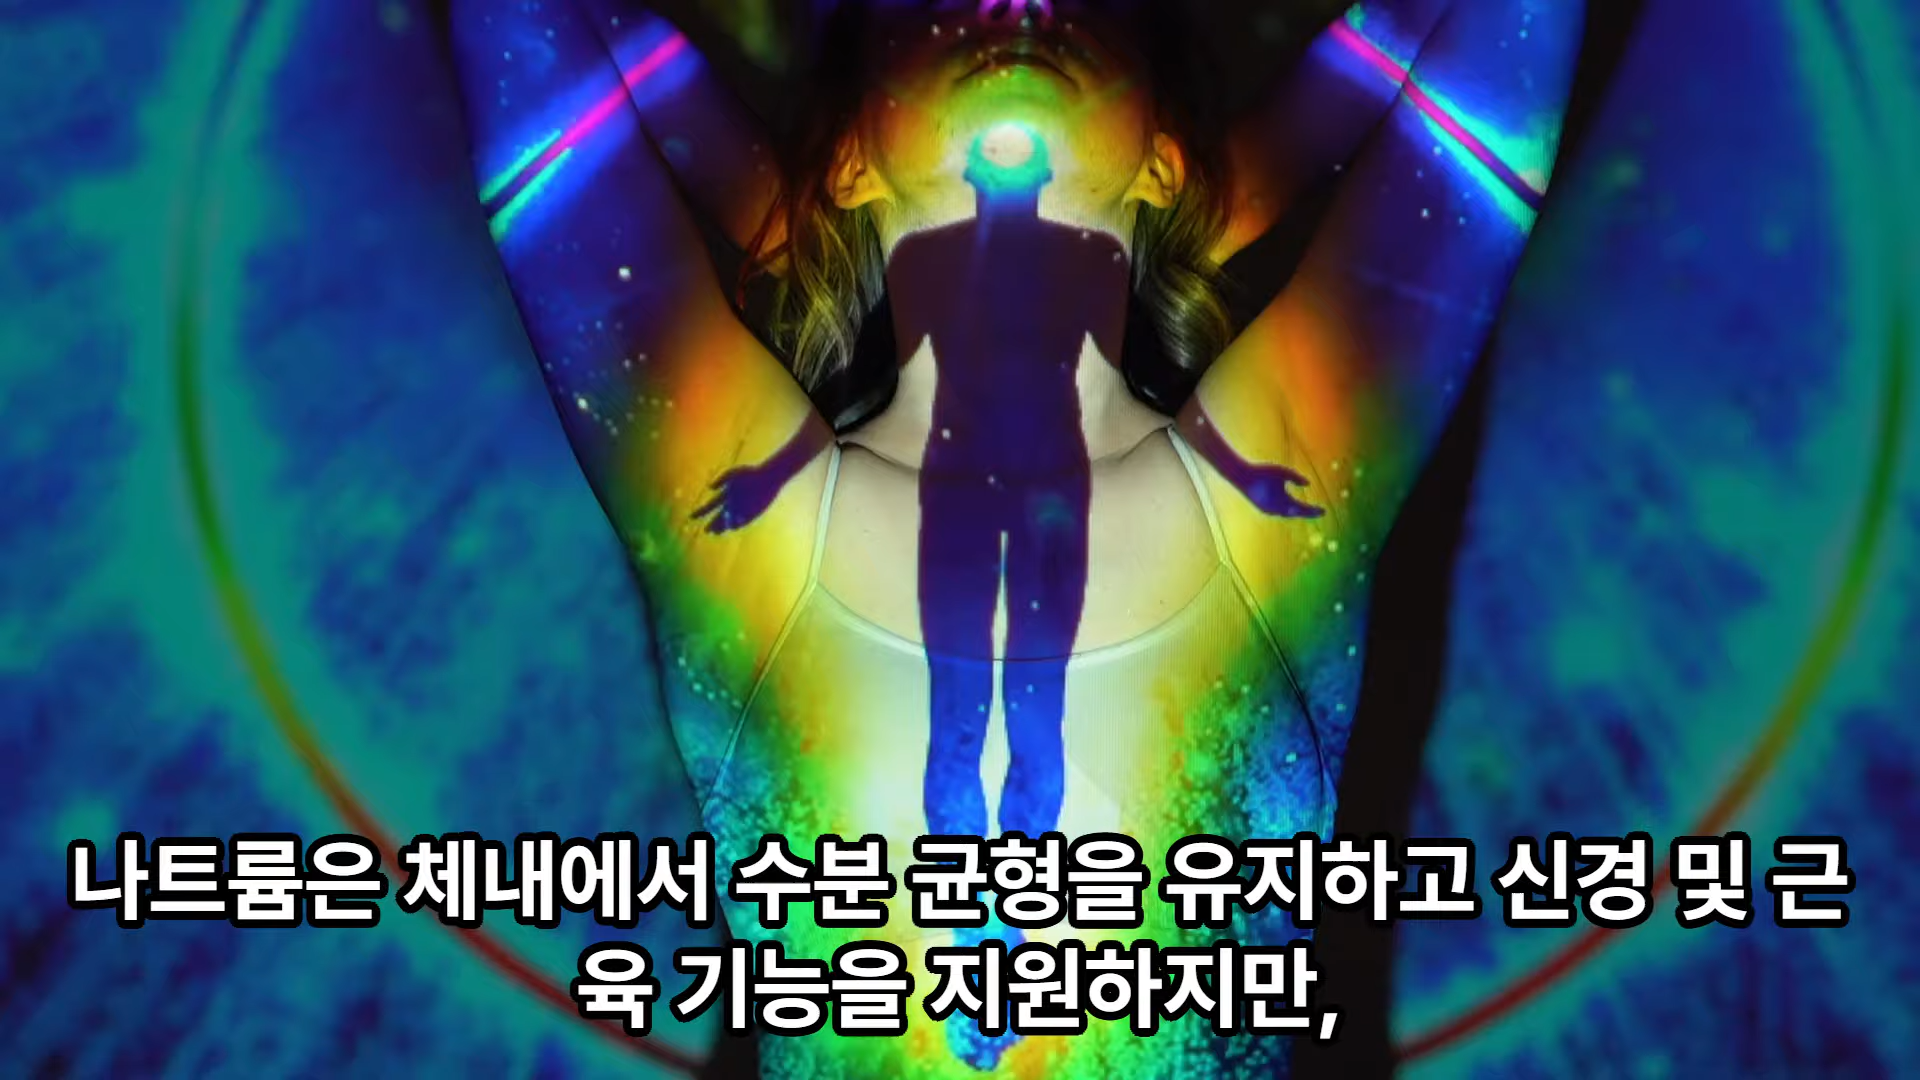 나트륨은 체내에서 수분 균형을 유지하고 신경 및 근
육 기능을 지원하지만,